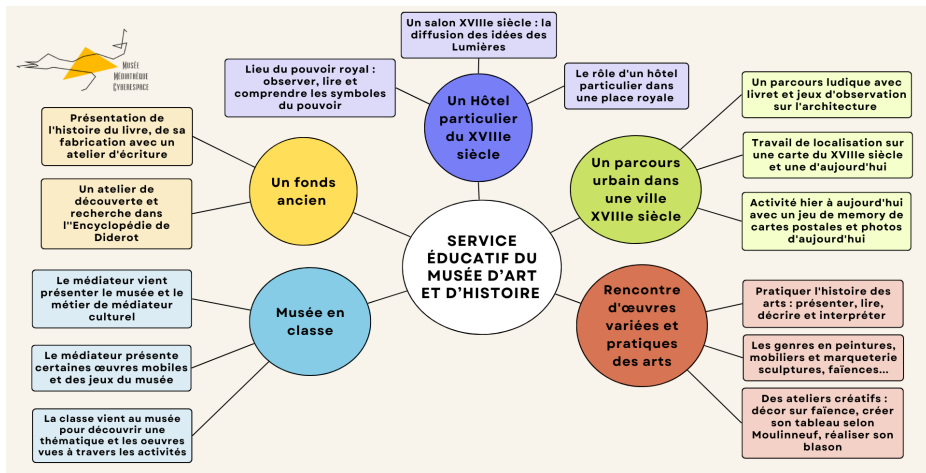 Musée
Médiathèque
Cyberespace
Un salon XVIIIe siècle : la
diffusion des idées des
Lumières
Lieu du pouvoir royal :
observer, lire et
comprendre les symboles
du pouvoir
Le rôle d'un hôtel
particulier dans
une place royale
Un Hôtel
particulier
du XVIIIe
siècle
Un parcours ludique avec
livret et jeux d'observation
sur l'architecture
Présentation de
l'histoire du livre, de sa
fabrication avec un
atelier d'écriture
Travail de localisation sur
une carte du XVIIIe siècle
et une d'aujourd'hui
Un fonds
ancien
Un parcours
urbain dans
une ville
XVIIIe siècle
Un atelier de
découverte et
recherche dans
l''Encyclopédie de
Diderot
Activité hier à aujourd'hui
avec un jeu de memory de
cartes postales et photos
d'aujourd'hui
SERVICE
ÉDUCATIF DU
MUSÉE D'ART
ET D'HISTOIRE
Le médiateur vient
présenter le musée et le
métier de médiateur
culturel
Musée en
classe
Rencontre
d'œuvres
variées et
pratiques
des arts
Pratiquer l'histoire des
arts : présenter, lire,
décrire et interpréter
Le médiateur présente
certaines œuvres mobiles
et des jeux du musée
Les genres en peintures,
mobiliers et marqueterie
sculptures, faïences...
La classe vient au musée
pour découvrir une
thématique et les oeuvres
vues à travers les activités
Des ateliers créatifs :
décor sur faïence, créer
son tableau selon
Moulinneuf, réaliser son
blason